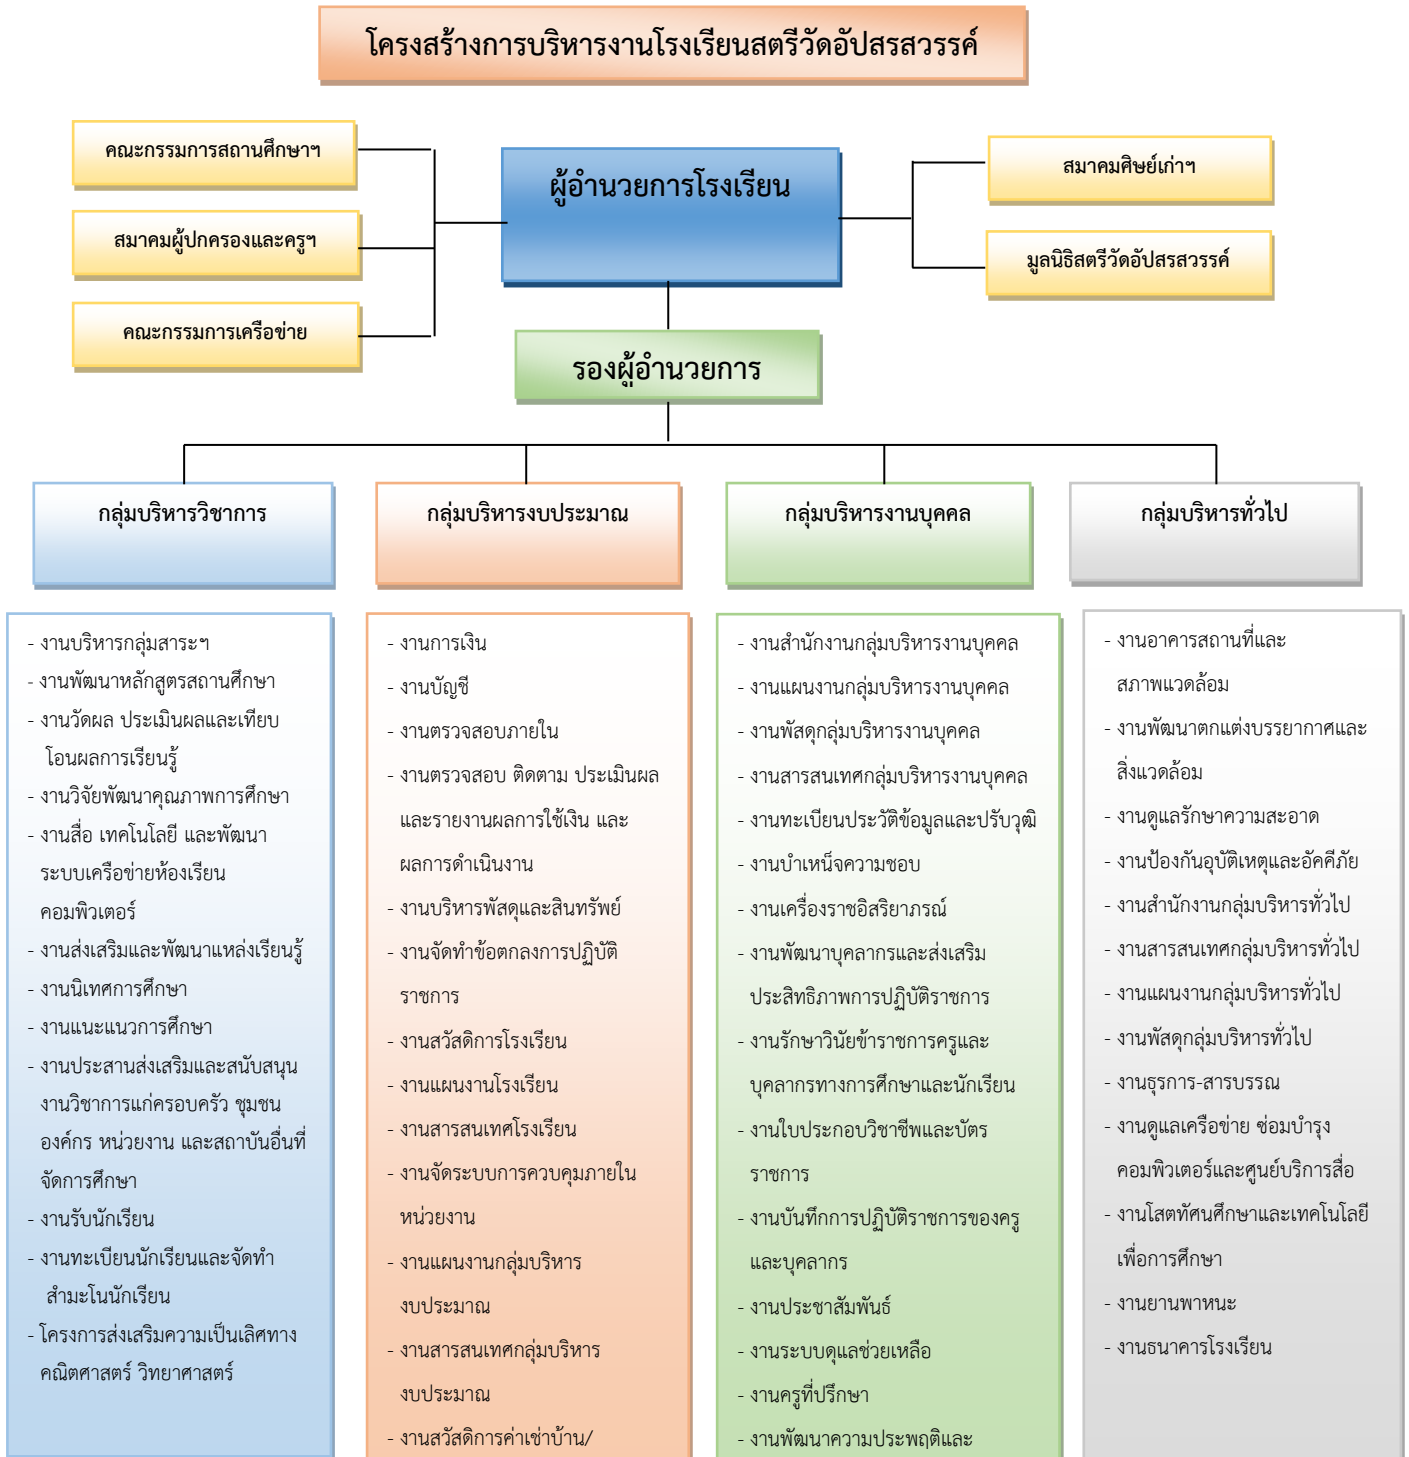 โครงสร้างการบริหารงานโรงเรียนสตรีวัดอัปสรสวรรค์
คณะกรรมการสถานศึกษาฯ
สมาคมผู้ปกครองและครูฯ
คณะกรรมการเครือข่าย
ผู้อำนวยการโรงเรียน
สมาคมศิษย์เก่าฯ
มูลนิธิสตรีวัดอัปสรสวรรค์
รองผู้อำนวยการ
กลุ่มบริหารวิชาการ
กลุ่มบริหารงบประมาณ
กลุ่มบริหารงานบุคคล
กลุ่มบริหารทั่วไป
- งานบริหารกลุ่มสาระฯ
- งานพัฒนาหลักสูตรสถานศึกษา
- งานวัดผล ประเมินผลและเทียบ
โอนผลการเรียนรู้
- งานวิจัยพัฒนาคุณภาพการศึกษา
- งานสื่อ เทคโนโลยี และพัฒนา
ระบบเครือข่ายห้องเรียน
คอมพิวเตอร์
- งานส่งเสริมและพัฒนาแหล่งเรียนรู้
- งานนิเทศการศึกษา
- งานแนะแนวการศึกษา
- งานประสานส่งเสริมและสนับสนุน
งานวิชาการแก่ครอบครัว ชุมชน
องค์กร หน่วยงาน และสถาบันอื่นที่
จัดการศึกษา
- งานรับนักเรียน
- งานทะเบียนนักเรียนและจัดทำ
สำมะโนนักเรียน
- โครงการส่งเสริมความเป็นเลิศทาง
คณิตศาสตร์ วิทยาศาสตร์
- งานการเงิน
- งานบัญชี
- งานตรวจสอบภายใน
- งานตรวจสอบ ติดตาม ประเมินผล
และรายงานผลการใช้เงิน และ
ผลการดำเนินงาน
- งานบริหารพัสดุและสินทรัพย์
- งานจัดทำข้อตกลงการปฏิบัติ
ราชการ
- งานสวัสดิการโรงเรียน
- งานแผนงานโรงเรียน
- งานสารสนเทศโรงเรียน
- งานจัดระบบการควบคุมภายใน
หน่วยงาน
- งานแผนงานกลุ่มบริหาร
งบประมาณ
- งานสารสนเทศกลุ่มบริหาร
งบประมาณ
- งานสวัสดิการค่าเช่าบ้าน/
- งานสำนักงานกลุ่มบริหารงานบุคคล
- งานแผนงานกลุ่มบริหารงานบุคคล
- งานพัสดุกลุ่มบริหารงานบุคคล
- งานสารสนเทศกลุ่มบริหารงานบุคคล
- งานทะเบียนประวัติข้อมูลและปรับวุฒิ
- งานบำเหน็จความชอบ
- งานเครื่องราชอิสริยาภรณ์
- งานพัฒนาบุคลากรและส่งเสริม
ประสิทธิภาพการปฏิบัติราชการ
- งานรักษาวินัยข้าราชการครูและ
บุคลากรทางการศึกษาและนักเรียน
- งานใบประกอบวิชาชีพและบัตร
ราชการ
- งานบันทึกการปฏิบัติราชการของครู
และบุคลากร
- งานประชาสัมพันธ์
- งานระบบดูแลช่วยเหลือ
- งานครูที่ปรึกษา
- งานพัฒนาความประพฤติและ
- งานอาคารสถานที่และ
สภาพแวดล้อม
- งานพัฒนาตกแต่งบรรยากาศและ
สิ่งแวดล้อม
- งานดูแลรักษาความสะอาด
- งานป้องกันอุบัติเหตุและอัคคีภัย
- งานสำนักงานกลุ่มบริหารทั่วไป
- งานสารสนเทศกลุ่มบริหารทั่วไป
- งานแผนงานกลุ่มบริหารทั่วไป
- งานพัสดุกลุ่มบริหารทั่วไป
- งานธุรการ-สารบรรณ
- งานดูแลเครือข่าย ซ่อมบำรุง
คอมพิวเตอร์และศูนย์บริการสื่อ
- งานโสตทัศนศึกษาและเทคโนโลยี
เพื่อการศึกษา
- งานยานพาหนะ
- งานธนาคารโรงเรียน